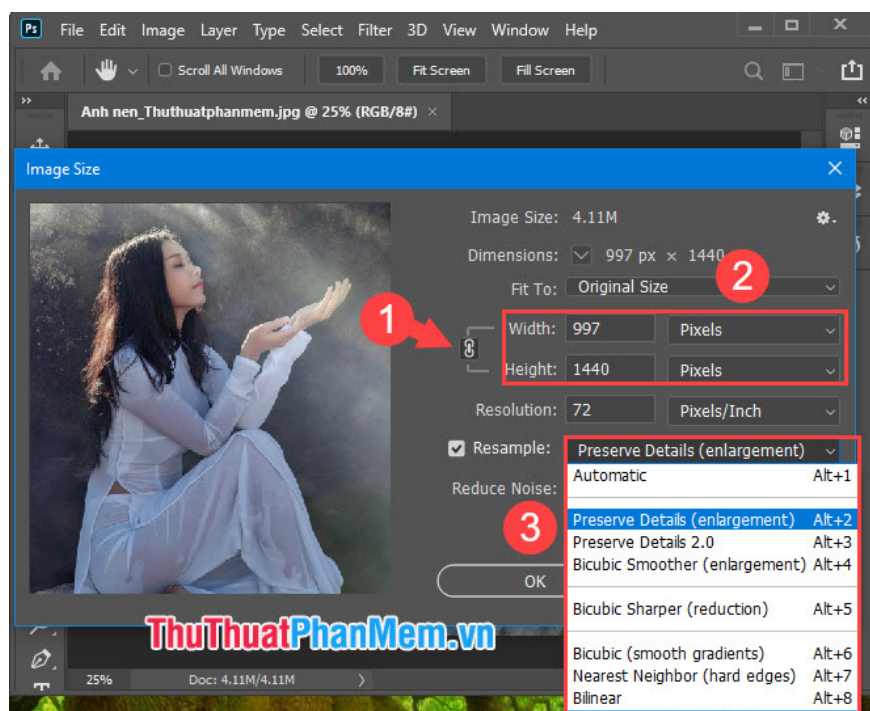 Ps File Edit Image Layer Type Select Filter 3D View Window Help
Scroll All Windows 100% Fit Screen Fill Screen
Anh nen_Thuthuatphanmem.jpg @ 25% (RGB/8#) ×
Image Size
Image Size: 4.11M
Dimensions: 997 px × 1440
2
Fit To: Original Size
1
Width: 997 Pixels
Height: 1440 Pixels
Resolution: 72 Pixels/Inch
Resample: Preserve Details (enlargement)
Automatic Alt+1
Reduce Noise:
3
Preserve Details (enlargement) Alt+2
Preserve Details 2.0 Alt+3
Bicubic Smoother (enlargement) Alt+4
OK
Bicubic Sharper (reduction) Alt+5
ThuThuatPhanMem.vn
Bicubic (smooth gradients) Alt+6
Nearest Neighbor (hard edges) Alt+7
Bilinear Alt+8
25% Doc: 4.11M/4.11M